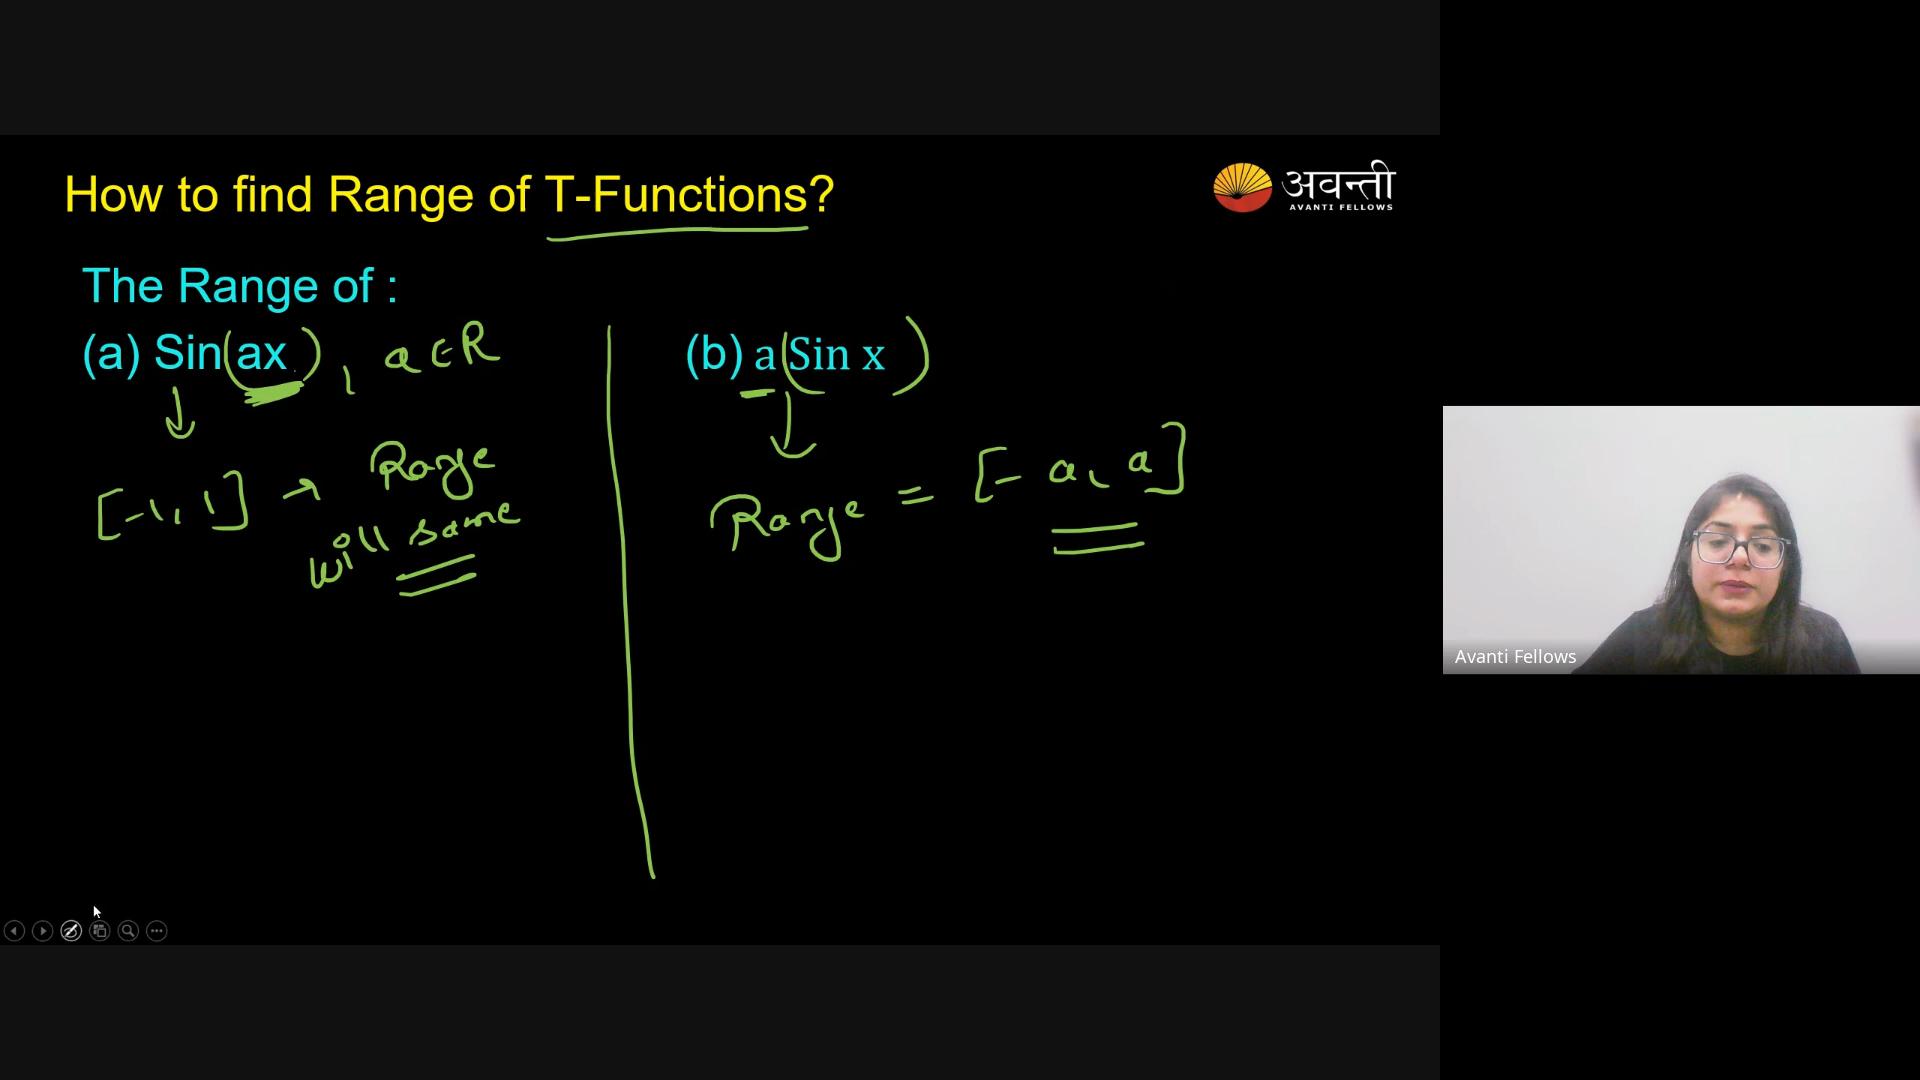 How to find Range of T-Functions?
अवन्ती
AVANTI FELLOWS
The Range of :
(a) Sin(ax), a ∈ R
[-1, 1] → Range
will same
(b) a(Sin x)
Range = [-a, a]
Avanti Fellows